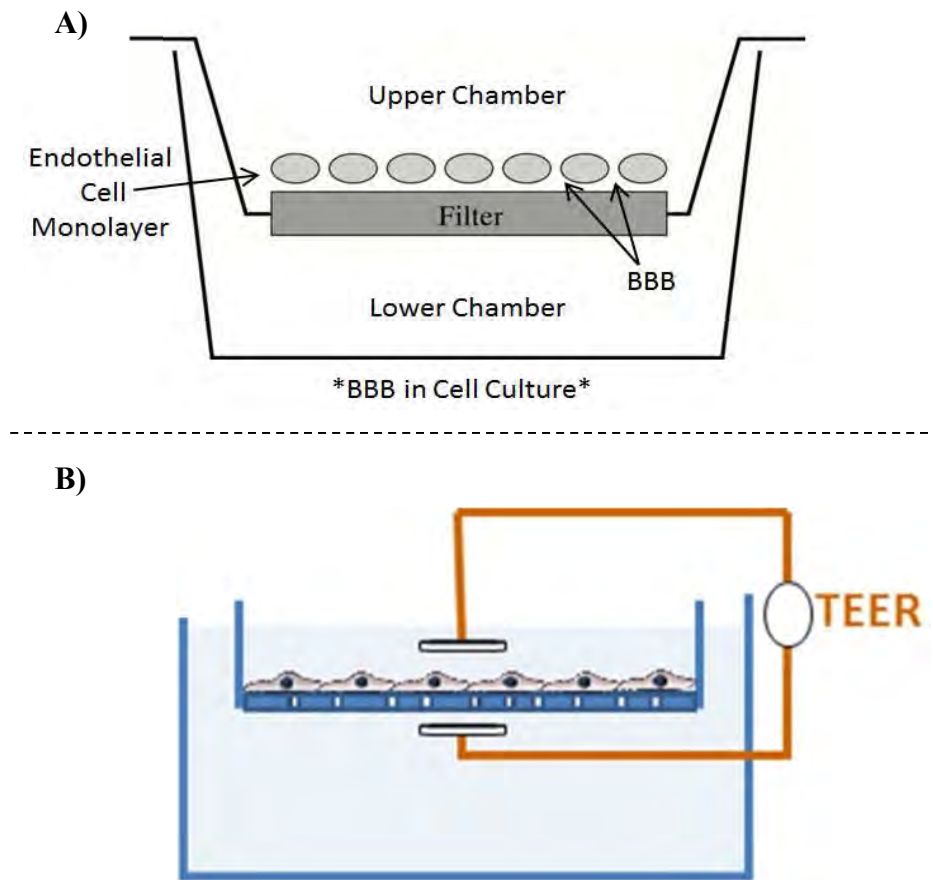 A)
Upper Chamber
Endothelial
Cell
Monolayer
Filter
BBB
Lower Chamber
*BBB in Cell Culture*
B)
TEER